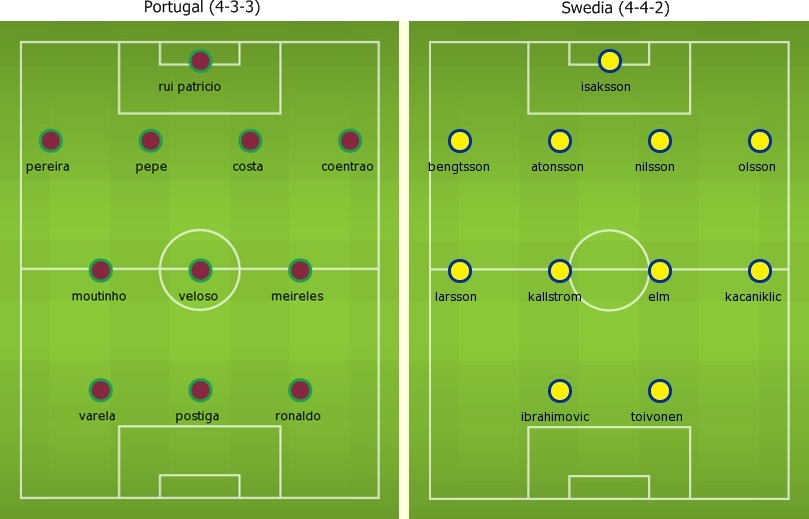 Portugal (4-3-3)
Swedia (4-4-2)
rui patricio
pereira
pepe
costa
coentrao
moutinho
veloso
meireles
varela
postiga
ronaldo
isaksson
bengtsson
atonsson
nilsson
olsson
larsson
kallstrom
elm
kacaniklic
ibrahimovic
toivonen